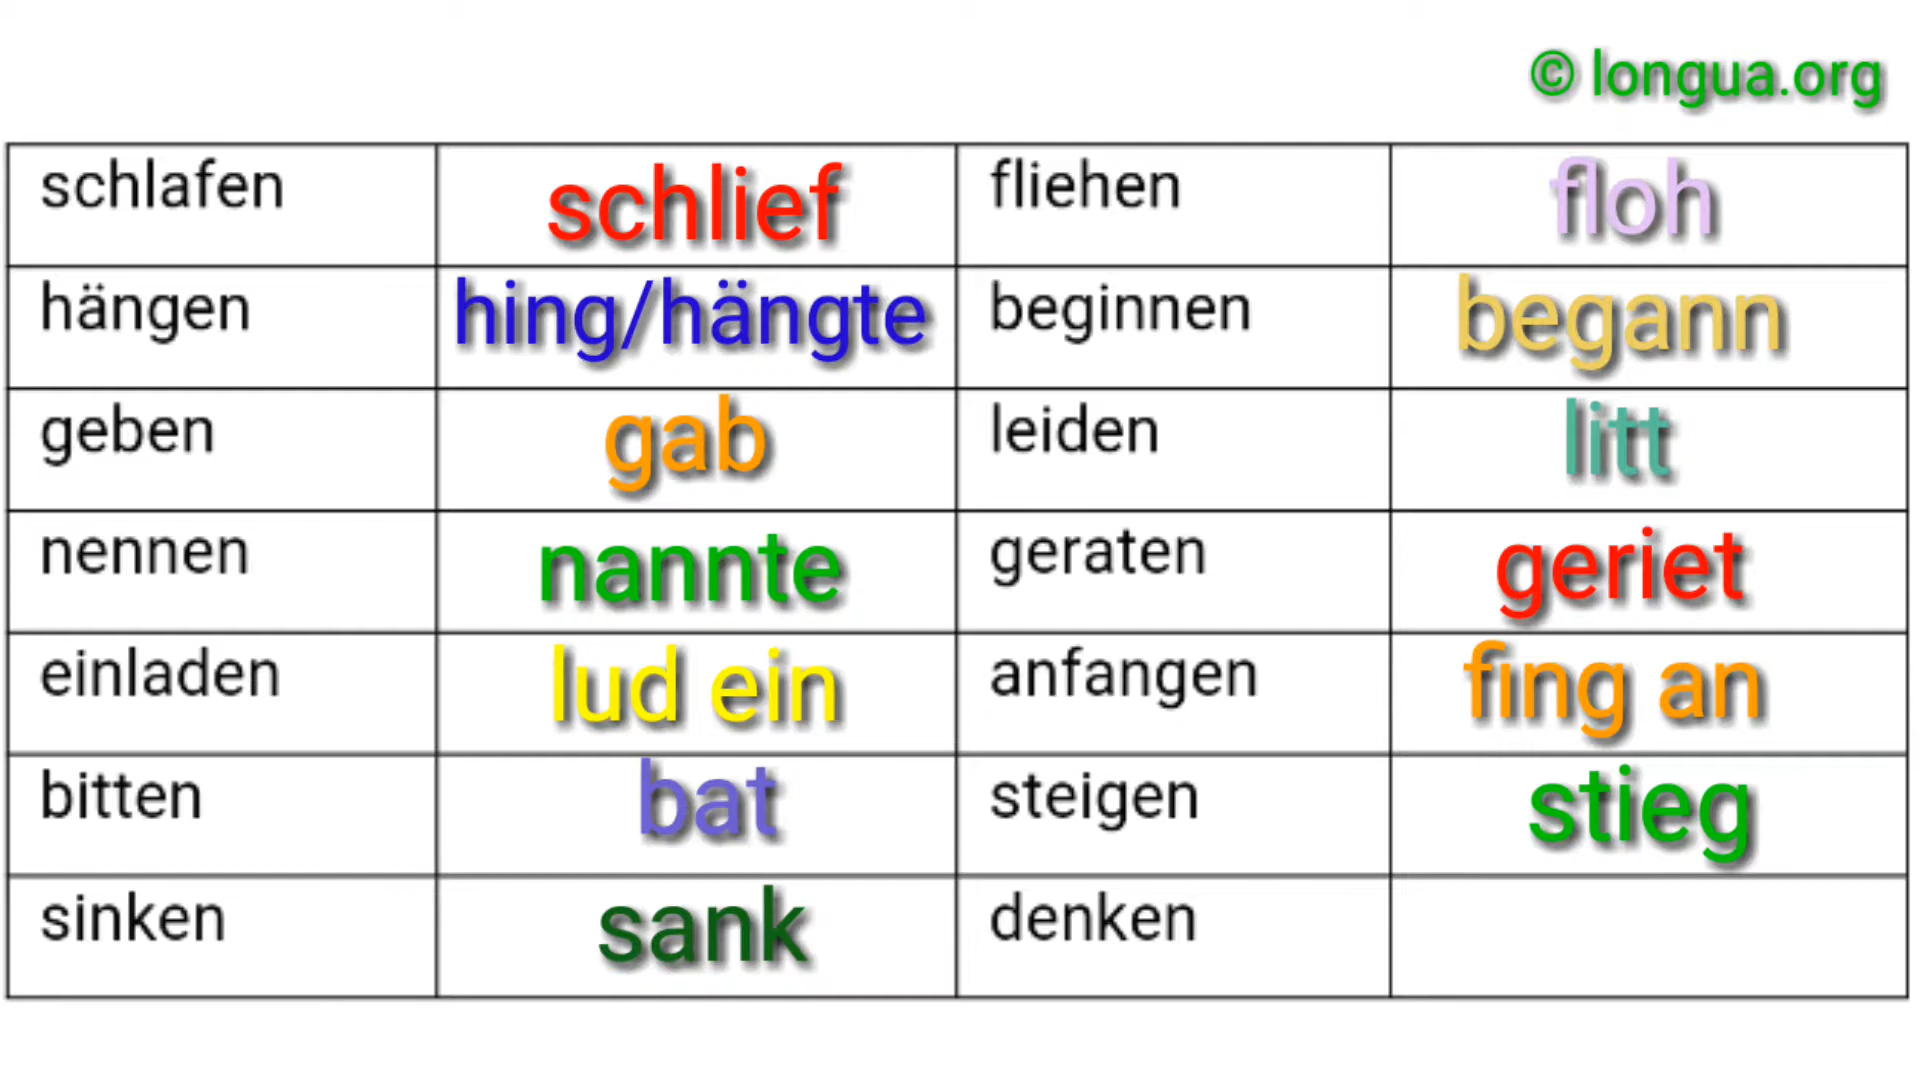 © longua.org
schlafen schlief fliehen floh
hängen hing/hängte beginnen begann
geben gab leiden litt
nennen nannte geraten geriet
einladen lud ein anfangen fing an
bitten bat steigen stieg
sinken sank denken